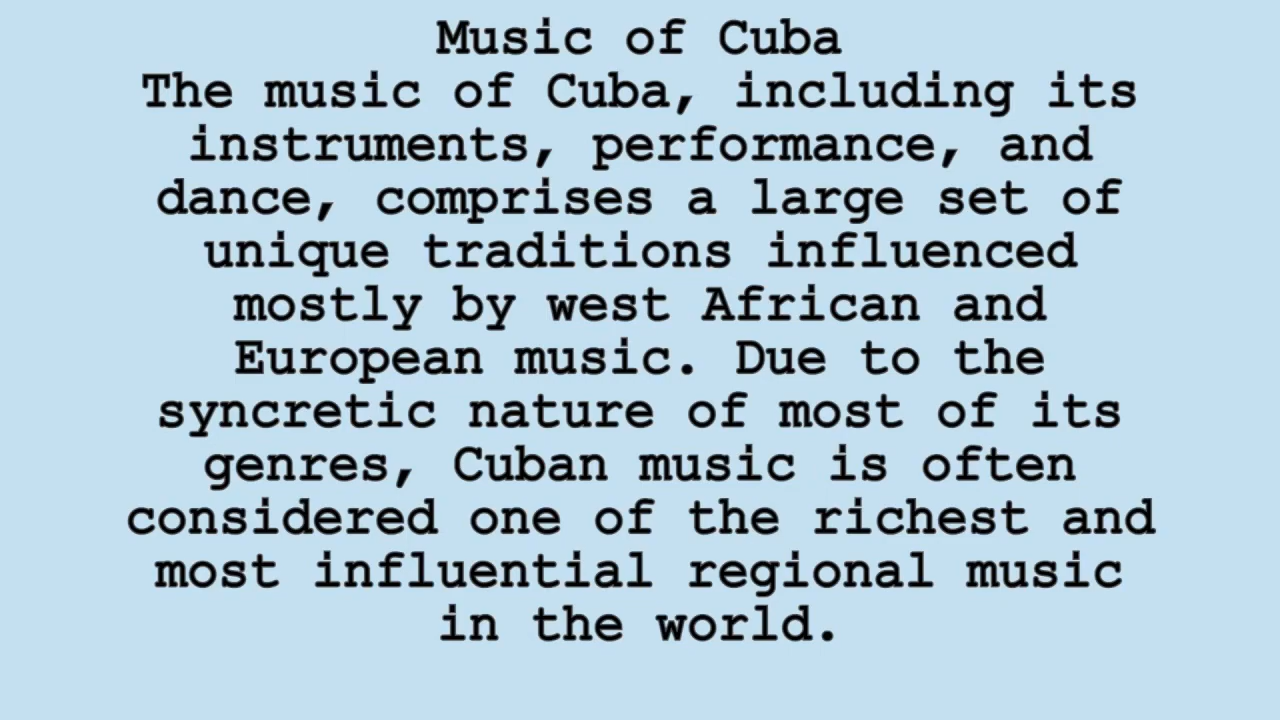 Music of Cuba
The music of Cuba, including its
instruments, performance, and
dance, comprises a large set of
unique traditions influenced
mostly by west African and
European music. Due to the
syncretic nature of most of its
genres, Cuban music is often
considered one of the richest and
most influential regional music
in the world.